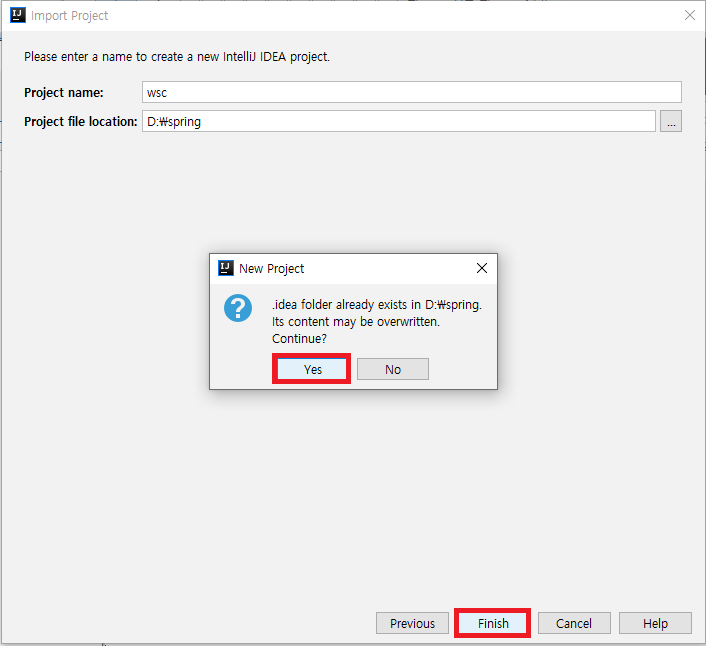 Import Project
Please enter a name to create a new IntelliJ IDEA project.
Project name: wsc
Project file location: D:₩spring ...
New Project
.idea folder already exists in D:₩spring.
Its content may be overwritten.
Continue?
Yes No
Previous Finish Cancel Help